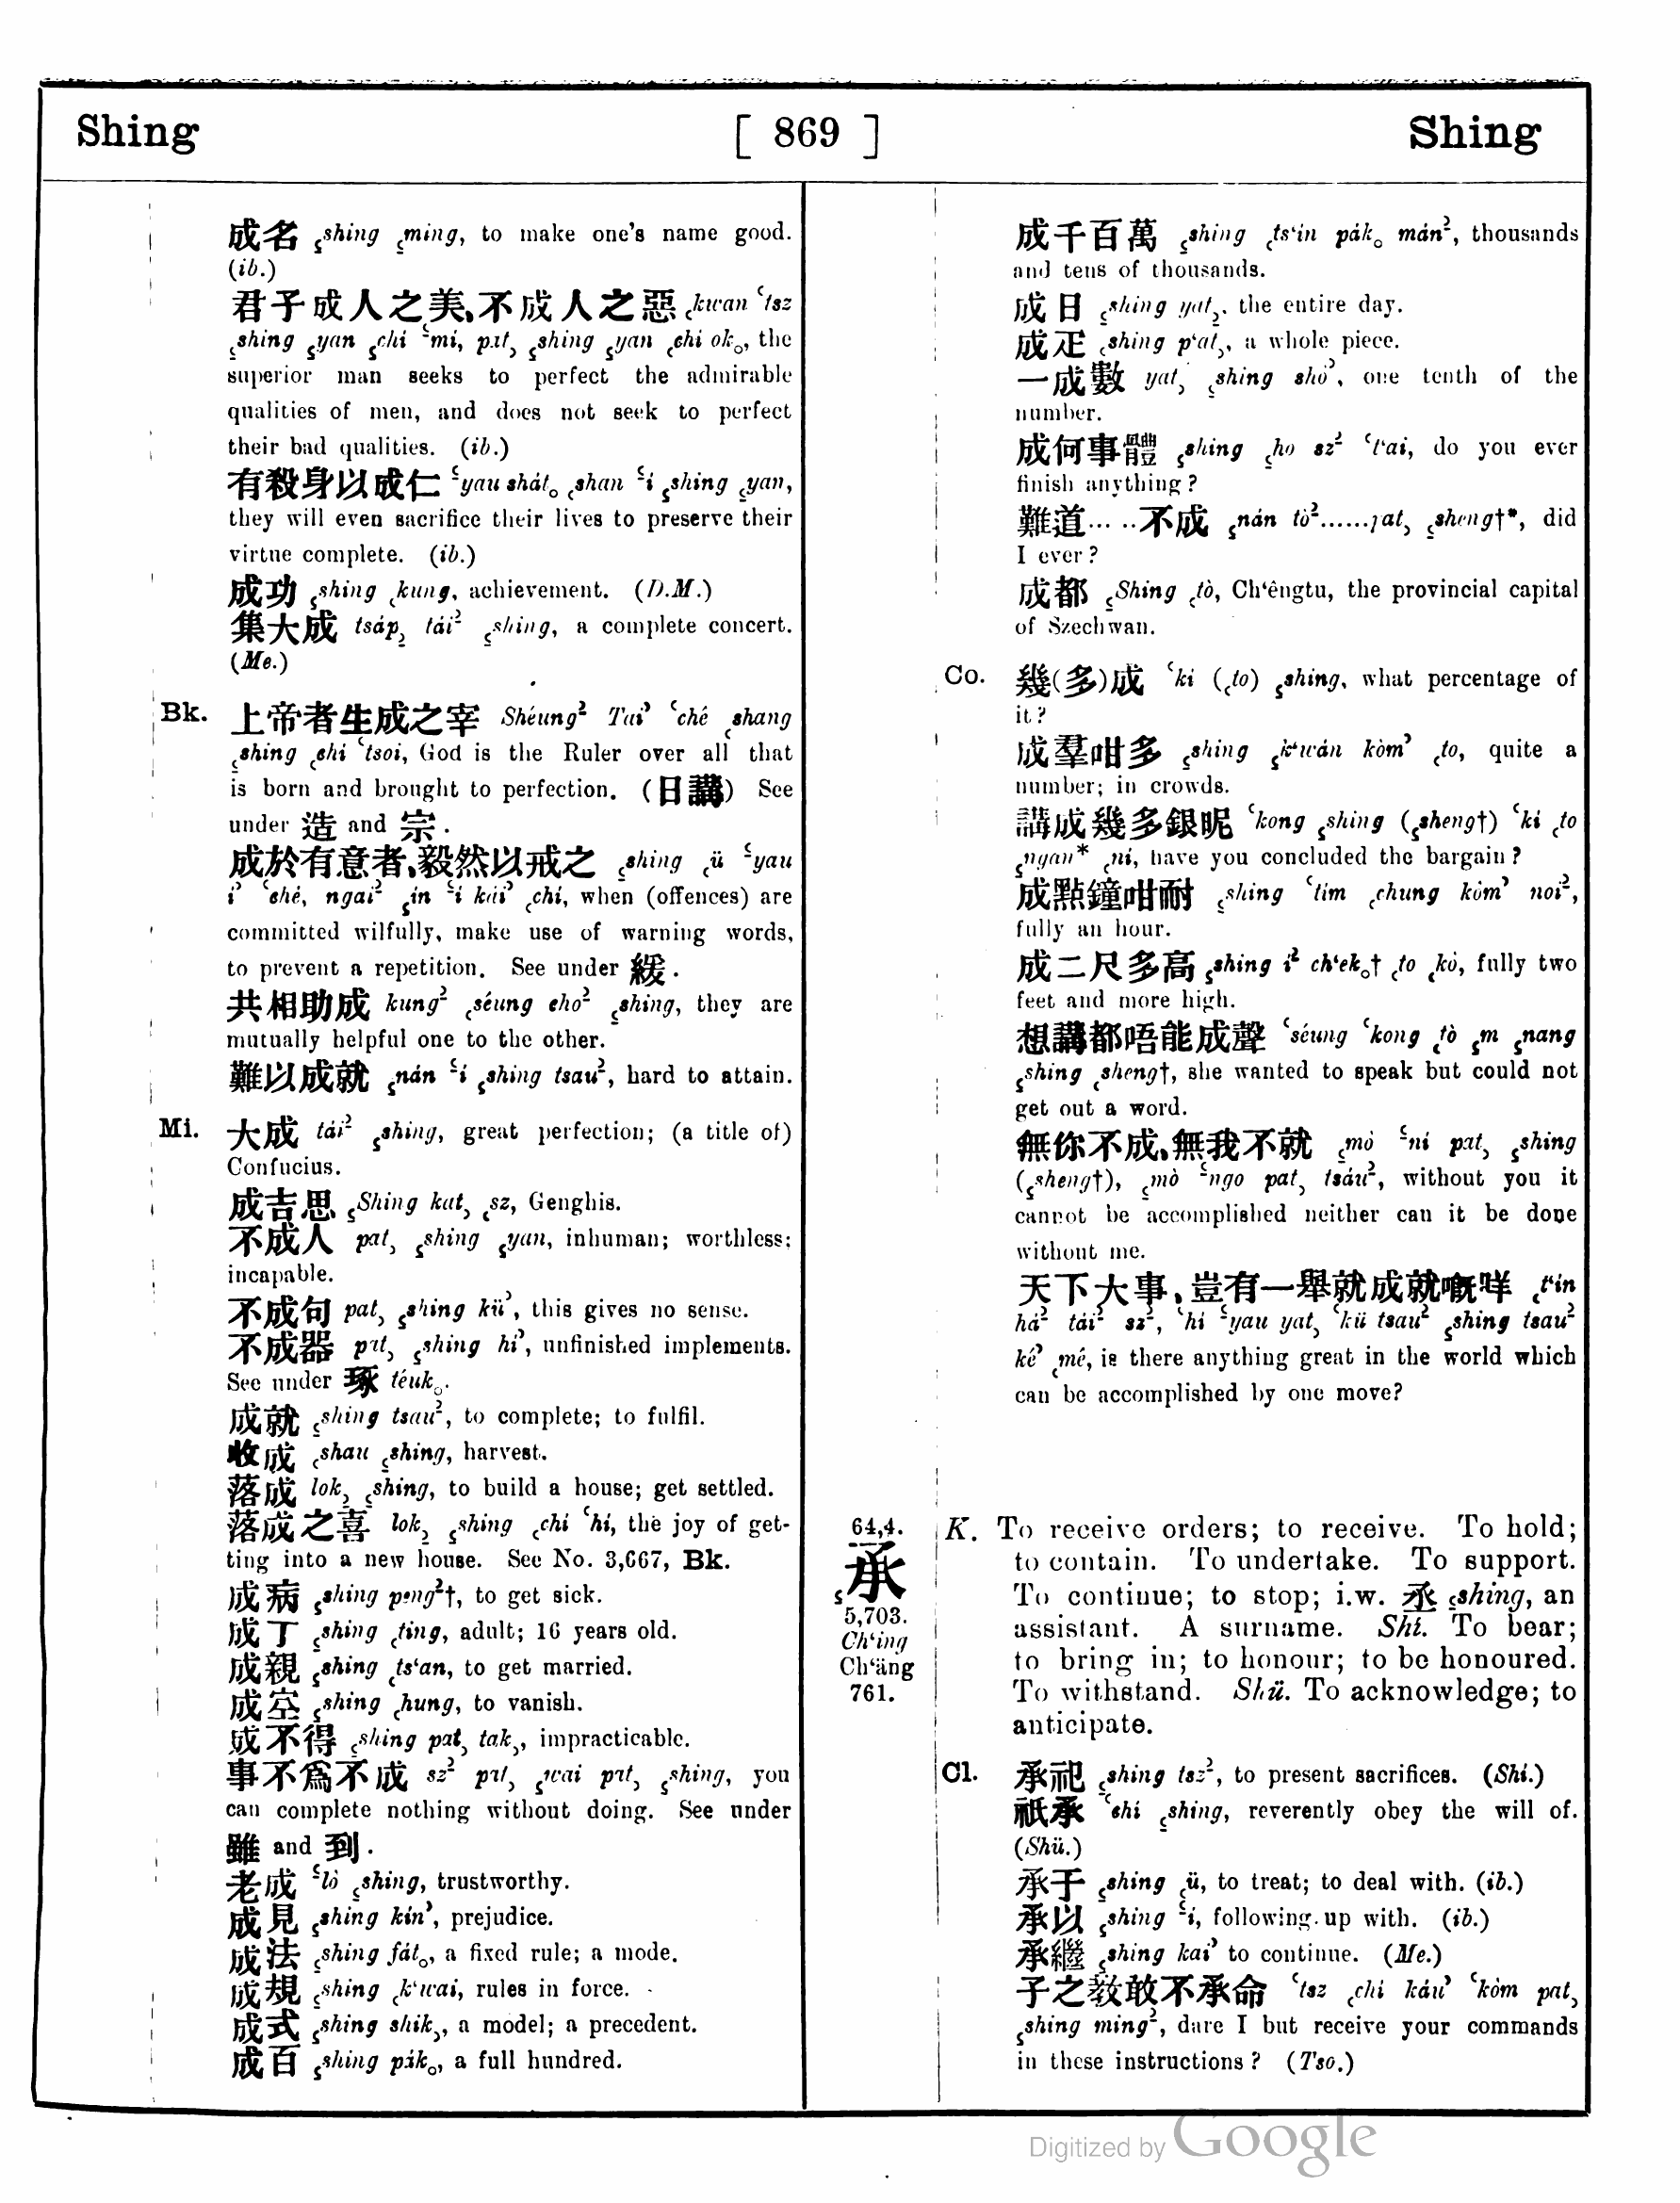 Shing [ 869 ] Shing
成名 ꜁shing ꜁ming, to make one's name good.
(ib.)
君子成人之美、不成人之惡 ꜀kwan ꜂tsz
꜁shing ꜁yan ꜀chí ꜃mí, pat꜆ ꜁shing ꜁yan ꜀chí ok꜀, the
superior man seeks to perfect the admirable
qualities of men, and does not seek to perfect
their bad qualities. (ib.)
有殺身以成仁 ꜃yau shát꜀ ꜀shan ꜃í ꜁shing ꜁yan,
they will even sacrifice their lives to preserve their
virtue complete. (ib.)
成功 ꜁shing ꜀kung, achievement. (D.M.)
集大成 tsáp꜇ tái² ꜁shing, a complete concert.
(Me.)
Bk. 上帝者生成之宰 Shéung² Tai꜄ ꜂ché ꜀shang
꜁shing ꜀chí ꜂tsoi, God is the Ruler over all that
is born and brought to perfection. (日講) See
under 造 and 宗.
成於有意者、毅然以戒之 ꜁shing ꜀ü ꜃yau
í꜄ ꜂ché, ngai² ꜁ín ꜃í kái꜄ ꜀chí, when (offences) are
committed wilfully, make use of warning words,
to prevent a repetition. See under 緩.
共相助成 kung² ꜀séung cho² ꜁shing, they are
mutually helpful one to the other.
難以成就 ꜁nán ꜃í ꜁shing tsau², hard to attain.
Mi. 大成 tái² ꜁shing, great perfection; (a title of)
Confucius.
成吉思 ꜁Shing kat꜆ ꜀sz, Genghis.
不成人 pat꜆ ꜁shing ꜁yan, inhuman; worthless;
incapable.
不成句 pat꜆ ꜁shing kü꜄, this gives no sense.
不成器 pat꜆ ꜁shing hí꜄, unfinished implements.
See under 琢 téuk꜀.
成就 ꜁shing tsau², to complete; to fulfil.
收成 ꜀shau ꜁shing, harvest.
落成 lok꜇ ꜁shing, to build a house; get settled.
落成之喜 lok꜇ ꜁shing ꜀chí ꜂hí, the joy of get-
ting into a new house. See No. 3,667, Bk.
成病 ꜁shing peng²†, to get sick.
成丁 ꜁shing ꜀ting, adult; 16 years old.
成親 ꜁shing ꜀ts‘an, to get married.
成空 ꜁shing ꜀hung, to vanish.
成不得 ꜁shing pat꜆ tak꜆, impracticable.
事不爲不成 sz² pat꜆ ꜁wai pat꜆ ꜁shing, you
can complete nothing without doing. See under
雖 and 到.
老成 ꜃lò ꜁shing, trustworthy.
成見 ꜁shing kín꜄, prejudice.
成法 ꜁shing fát꜀, a fixed rule; a mode.
成規 ꜁shing ꜀k‘wai, rules in force.
成式 ꜁shing shik꜆, a model; a precedent.
成百 ꜁shing pák꜀, a full hundred.
成千百萬 ꜁shing ꜀ts‘in pák꜀ mán², thousands
and tens of thousands.
成日 ꜁shing yat꜇. the entire day.
成疋 ꜁shing p‘at꜆, a whole piece.
一成數 yat꜆ ꜁shing shò꜄, one tenth of the
number.
成何事體 ꜁shing ꜁ho sz² ꜂t‘ai, do you ever
finish anything?
難道... ..不成 ꜁nán tò²......pat꜆ ꜁sheng†*, did
I ever?
成都 ꜁Shing ꜀tò, Ch‘êngtu, the provincial capital
of Szechwan.
Co. 幾(多)成 ꜂ki (꜀to) ꜁shing, what percentage of
it?
成羣咁多 ꜁shing ꜁k‘wán kòm꜄ ꜀to, quite a
number; in crowds.
講成幾多銀呢 ꜂kong ꜁shing (꜁sheng†) ꜂ki ꜀to
꜁ngan* ꜀ní, have you concluded the bargain?
成點鐘咁耐 ꜁shing ꜂tím ꜀chung kòm꜄ noi²,
fully an hour.
成二尺多高 ꜁shing í² ch‘ek꜀† ꜀to ꜀kò, fully two
feet and more high.
想講都唔能成聲 ꜂séung ꜂kong ꜀tò ꜁m ꜁nang
꜁shing ꜀sheng†, she wanted to speak but could not
get out a word.
無你不成、無我不就 ꜁mò ꜃ní pat꜆ ꜁shing
(꜁sheng†), ꜁mò ꜃ngo pat꜆ tsáu², without you it
cannot be accomplished neither can it be done
without me.
天下大事、豈有一舉就成就嘅咩 ꜀t‘ín
há² tái² sz², ꜂hí ꜃yau yat꜆ ꜂kü tsau² ꜁shing tsau²
ké꜄ ꜀mé, is there anything great in the world which
can be accomplished by one move?
64,4.
承
5,703.
Ch‘ing
Ch‘äng
761.
K. To receive orders; to receive. To hold;
to contain. To undertake. To support.
To continue; to stop; i.w. 丞 ꜁shing, an
assistant. A surname. Shí. To bear;
to bring in; to honour; to be honoured.
To withstand. Shü. To acknowledge; to
anticipate.
Cl. 承祀 ꜁shing tsz², to present sacrifices. (Shí.)
祇承 ꜂chí ꜁shing, reverently obey the will of.
(Shü.)
承于 ꜁shing ꜁ü, to treat; to deal with. (ib.)
承以 ꜁shing ꜃í, following up with. (ib.)
承繼 ꜁shing kai꜄ to continue. (Me.)
子之敎敢不承命 ꜂tsz ꜀chí káu꜄ ꜂kòm pat꜆
꜁shing ming², dare I but receive your commands
in these instructions? (Tso.)
Digitized by Google